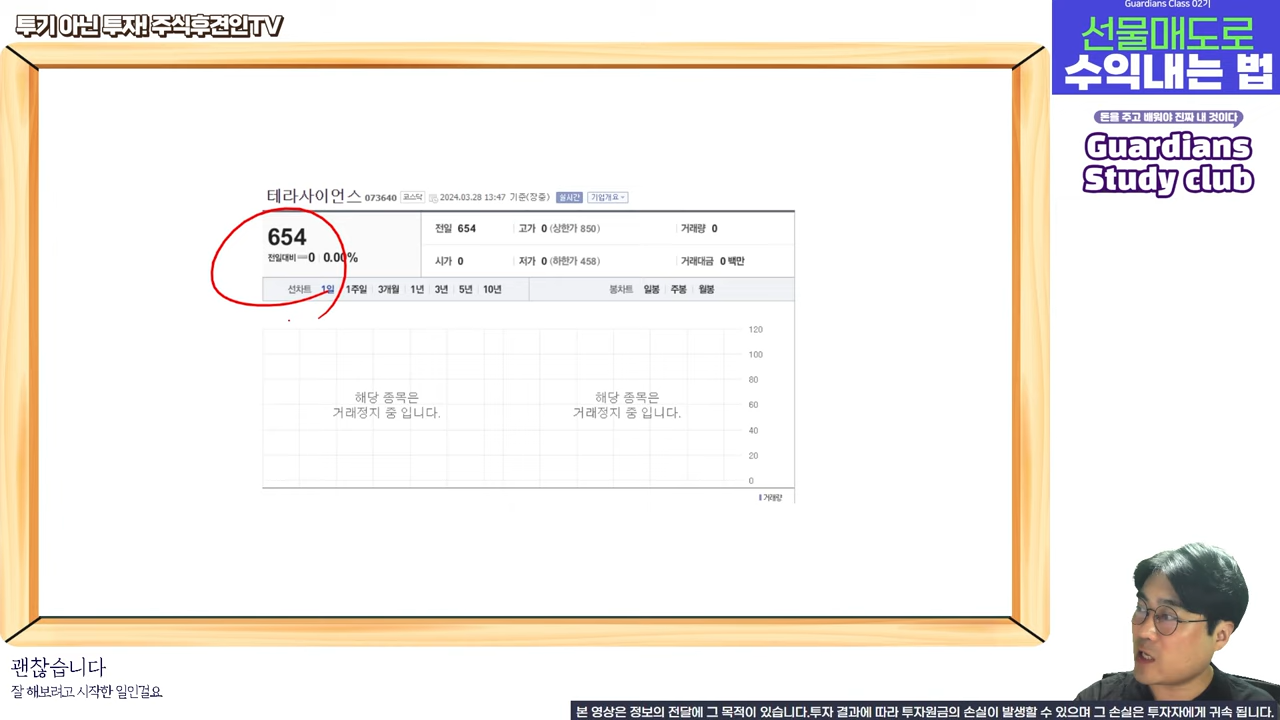 투기 아닌 투자! 주식후견인TV
Guardians Class 02기
선물매도로
수익내는 법
돈을 주고 배워야 진짜 내 것이다
Guardians
Study club
테라사이언스 073640 코스닥 2024.03.28 13:47 기준(장중) 실시간 기업개요
654
전일대비 0 0.00%
전일 654 고가 0 (상한가 850) 거래량 0
시가 0 저가 0 (하한가 458) 거래대금 0 백만
선차트 1일 1주일 3개월 1년 3년 5년 10년 봉차트 일봉 주봉 월봉
120
100
80
60
40
20
0
해당 종목은
거래정지 중 입니다.
해당 종목은
거래정지 중 입니다.
거래량
괜찮습니다
잘 해보려고 시작한 일인걸요
본 영상은 정보의 전달에 그 목적이 있습니다.투자 결과에 따라 투자원금의 손실이 발생할 수 있으며 그 손실은 투자자에게 귀속 됩니다.